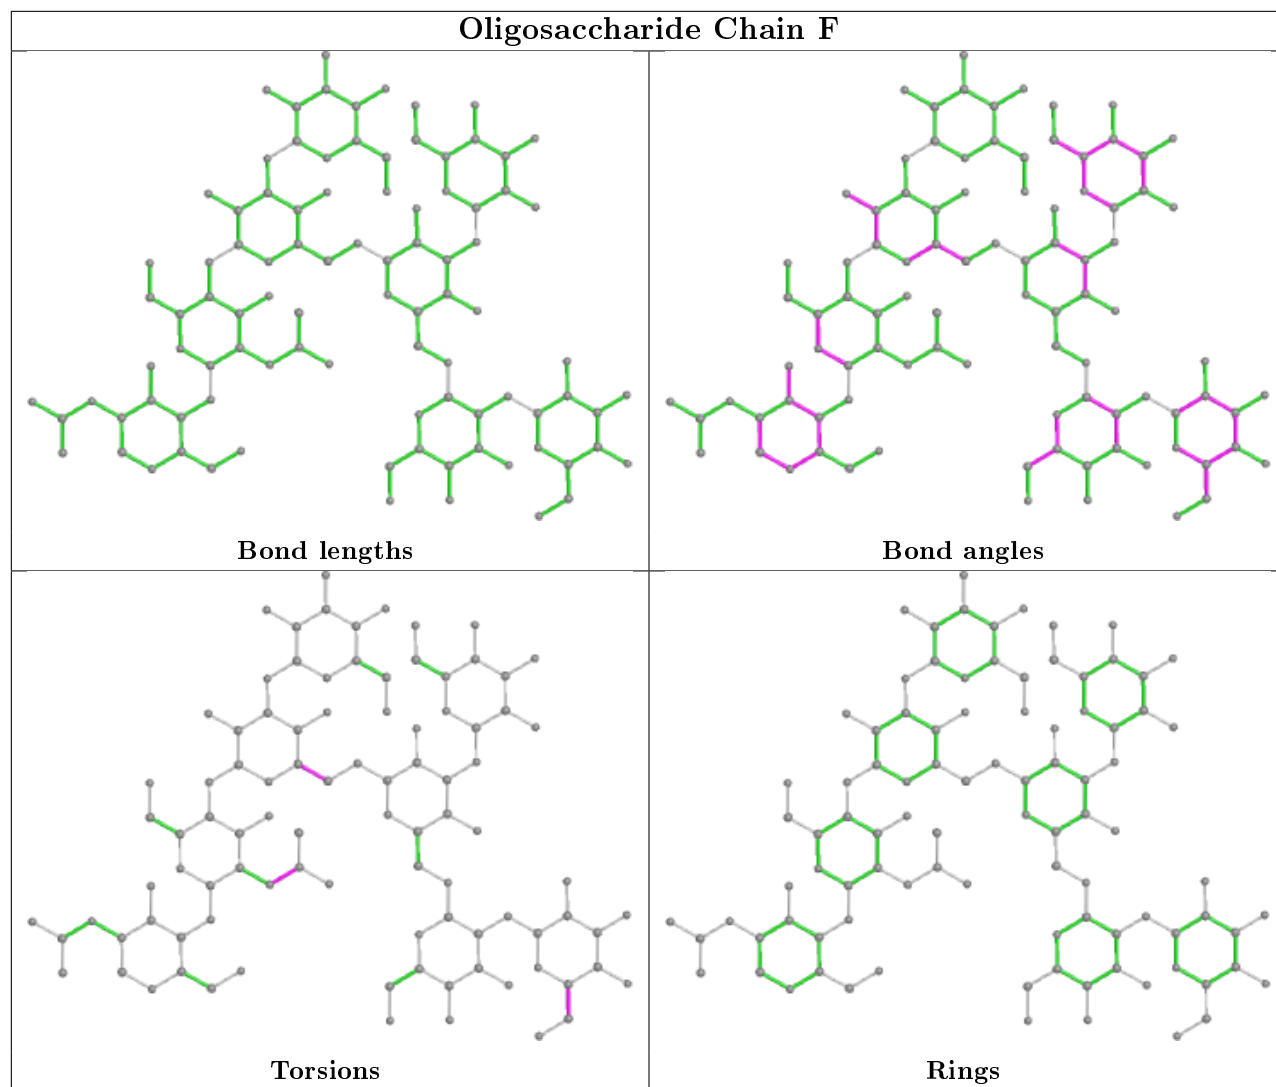 Oligosaccharide Chain F
Bond lengths
Bond angles
Torsions
Rings